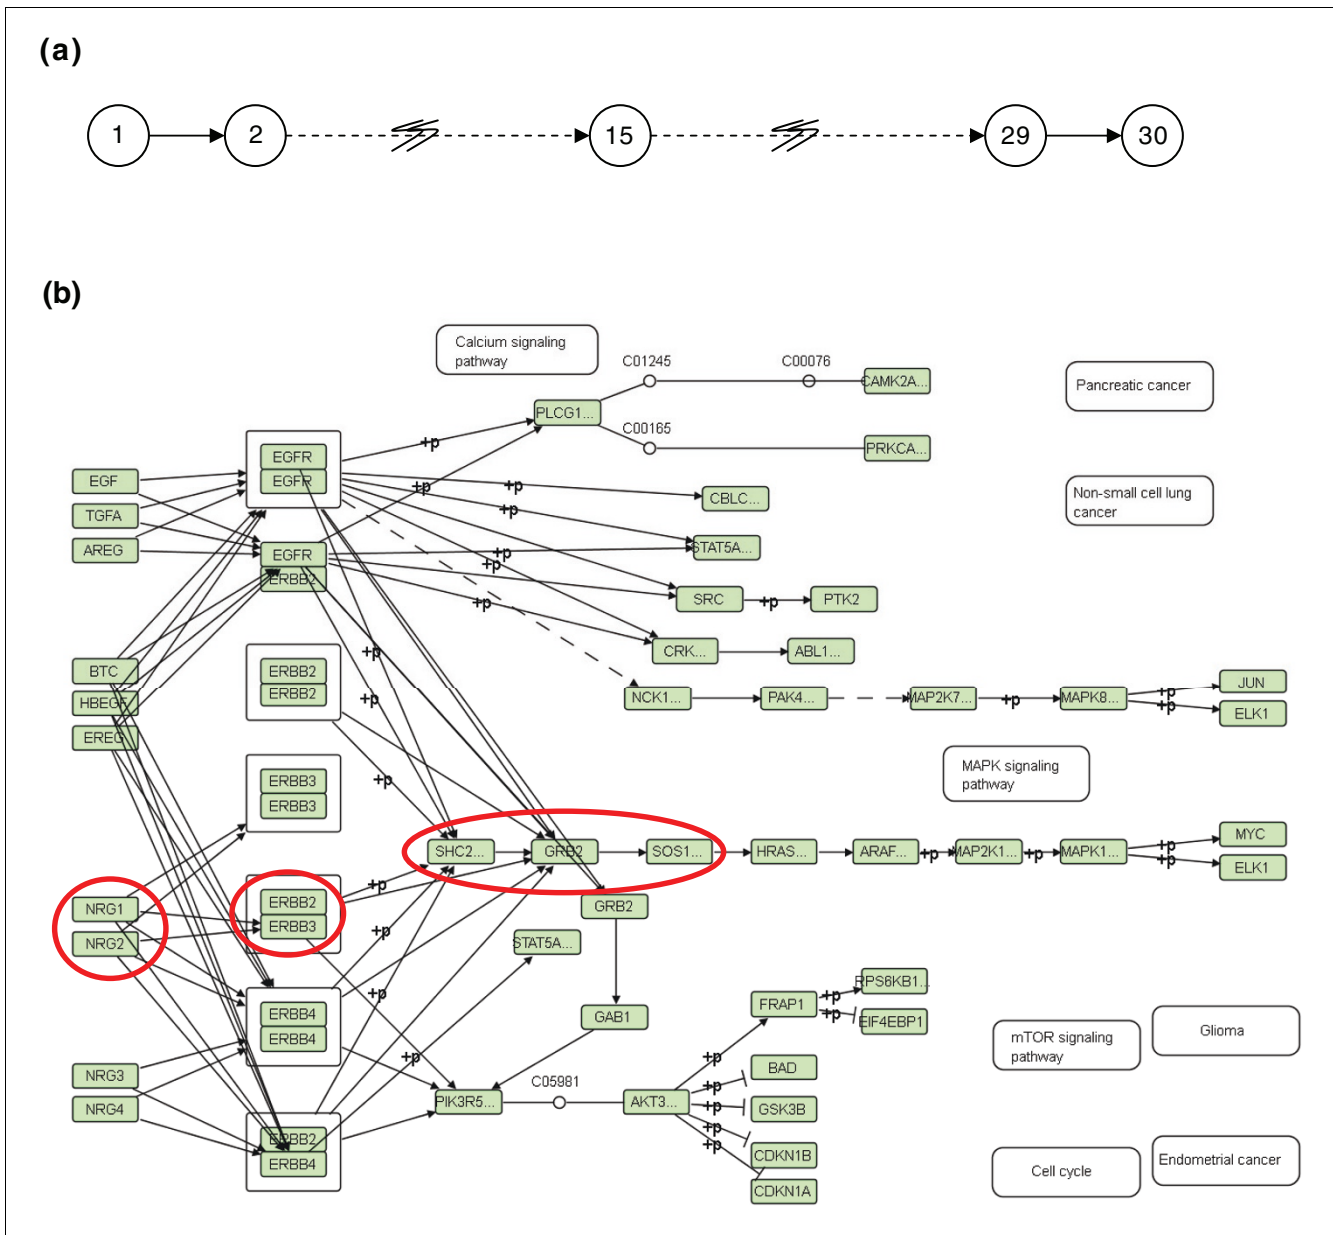 (a)
1
2
15
29
30
(b)
Calcium signaling
pathway
C01245
C00076
CAMK2A...
Pancreatic cancer
PLCG1...
C00165
PRKCA...
+p
EGFR
EGFR
EGF
TGFA
AREG
+p
+p
CBLC...
Non-small cell lung
cancer
+p
EGFR
ERBB2
+p
STAT5A...
+p
SRC
+p
PTK2
+p
CRK...
ABL1...
+p
BTC
HBEGF
EREG
ERBB2
ERBB2
NCK1...
PAK4...
MAP2K7...
+p
MAPK8...
+p
+p
JUN
ELK1
ERBB3
ERBB3
+p
MAPK signaling
pathway
SHC2...
GRB2
SOS1...
HRAS...
ARAF...
+p
MAP2K1...
+p
MAPK1...
+p
+p
MYC
ELK1
NRG1
NRG2
ERBB2
ERBB3
+p
GRB2
+p
STAT5A...
ERBB4
ERBB4
+p
GAB1
FRAP1
+p
+p
RPS6KB1...
EIF4EBP1
mTOR signaling
pathway
Glioma
NRG3
NRG4
+p
PIK3R5...
C05981
AKT3...
+p
+p
+p
+p
+p
BAD
GSK3B
CDKN1B
CDKN1A
ERBB2
ERBB4
Cell cycle
Endometrial cancer